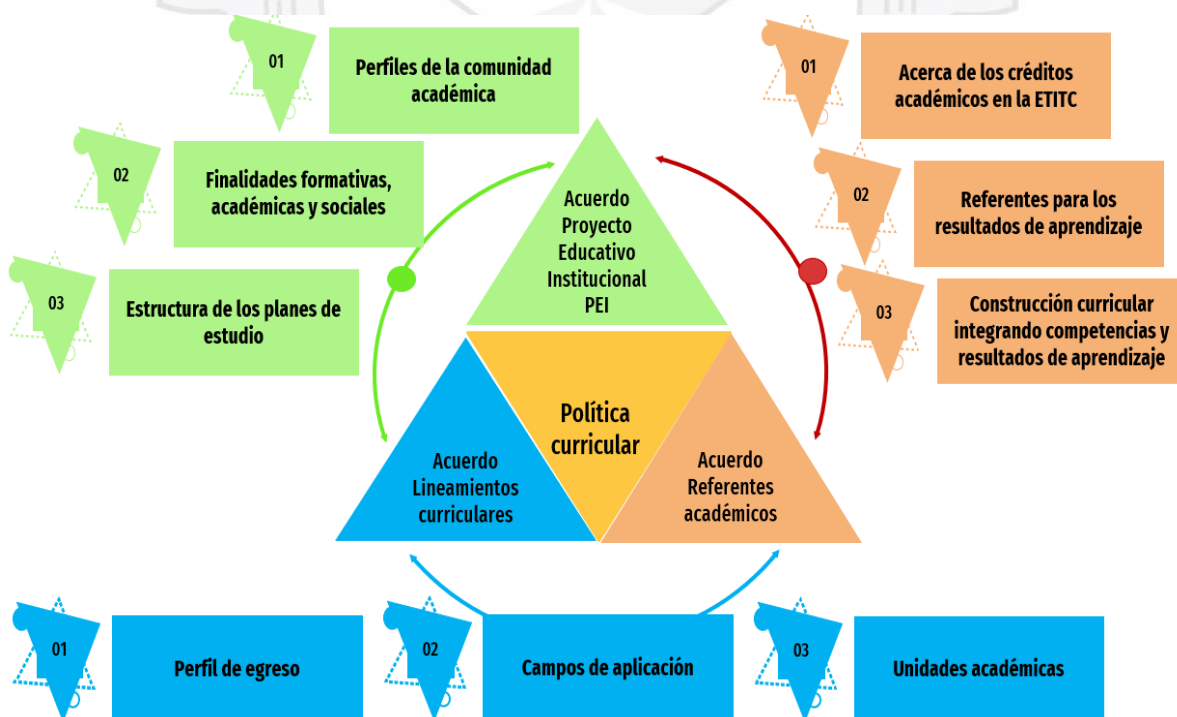 01
Perfiles de la comunidad
académica
02
Finalidades formativas,
académicas y sociales
03
Estructura de los planes de
estudio
01
Acerca de los créditos
académicos en la ETITC
02
Referentes para los
resultados de aprendizaje
03
Construcción curricular
integrando competencias y
resultados de aprendizaje
Acuerdo
Proyecto
Educativo
Institucional
PEI
Política
curricular
Acuerdo
Lineamientos
curriculares
Acuerdo
Referentes
académicos
01
Perfil de egreso
02
Campos de aplicación
03
Unidades académicas